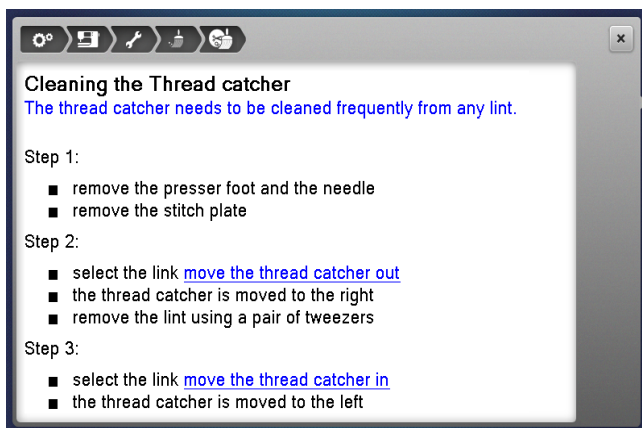 Cleaning the Thread catcher
The thread catcher needs to be cleaned frequently from any lint.
Step 1:
■ remove the presser foot and the needle
■ remove the stitch plate
Step 2:
■ select the link move the thread catcher out
■ the thread catcher is moved to the right
■ remove the lint using a pair of tweezers
Step 3:
■ select the link move the thread catcher in
■ the thread catcher is moved to the left